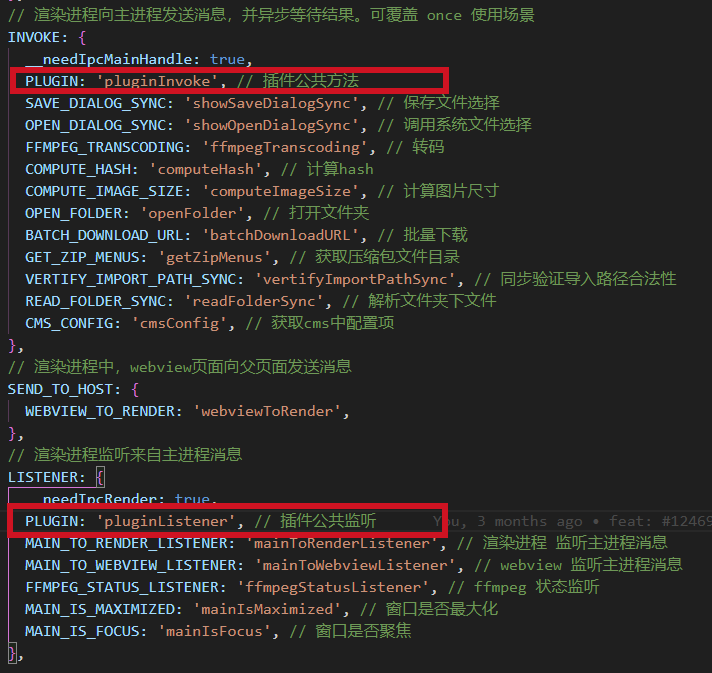 // 渲染进程向主进程发送消息, 并异步等待结果。可覆盖 once 使用场景
INVOKE: {
__needIpcMainHandle: true,
PLUGIN: 'pluginInvoke', // 插件公共方法
SAVE_DIALOG_SYNC: 'showSaveDialogSync', // 保存文件选择
OPEN_DIALOG_SYNC: 'showOpenDialogSync', // 调用系统文件选择
FFMPEG_TRANSCODING: 'ffmpegTranscoding', // 转码
COMPUTE_HASH: 'computeHash', // 计算hash
COMPUTE_IMAGE_SIZE: 'computeImageSize', // 计算图片尺寸
OPEN_FOLDER: 'openFolder', // 打开文件夹
BATCH_DOWNLOAD_URL: 'batchDownloadURL', // 批量下载
GET_ZIP_MENUS: 'getZipMenus', // 获取压缩包文件目录
VERTIFY_IMPORT_PATH_SYNC: 'vertifyImportPathSync', // 同步验证导入路径合法性
READ_FOLDER_SYNC: 'readFolderSync', // 解析文件夹下文件
CMS_CONFIG: 'cmsConfig', // 获取cms中配置项
},
// 渲染进程中, webview页面向父页面发送消息
SEND_TO_HOST: {
WEBVIEW_TO_RENDER: 'webviewToRender',
},
// 渲染进程监听来自主进程消息
LISTENER: {
__needIpcRender: true,
PLUGIN: 'pluginListener', // 插件公共监听 You, 3 months ago • feat: #12469
MAIN_TO_RENDER_LISTENER: 'mainToRenderListener', // 渲染进程 监听主进程消息
MAIN_TO_WEBVIEW_LISTENER: 'mainToWebviewListener', // webview 监听主进程消息
FFMPEG_STATUS_LISTENER: 'ffmpegStatusListener', // ffmpeg 状态监听
MAIN_IS_MAXIMIZED: 'mainIsMaximized', // 窗口是否最大化
MAIN_IS_FOCUS: 'mainIsFocus', // 窗口是否聚焦
},